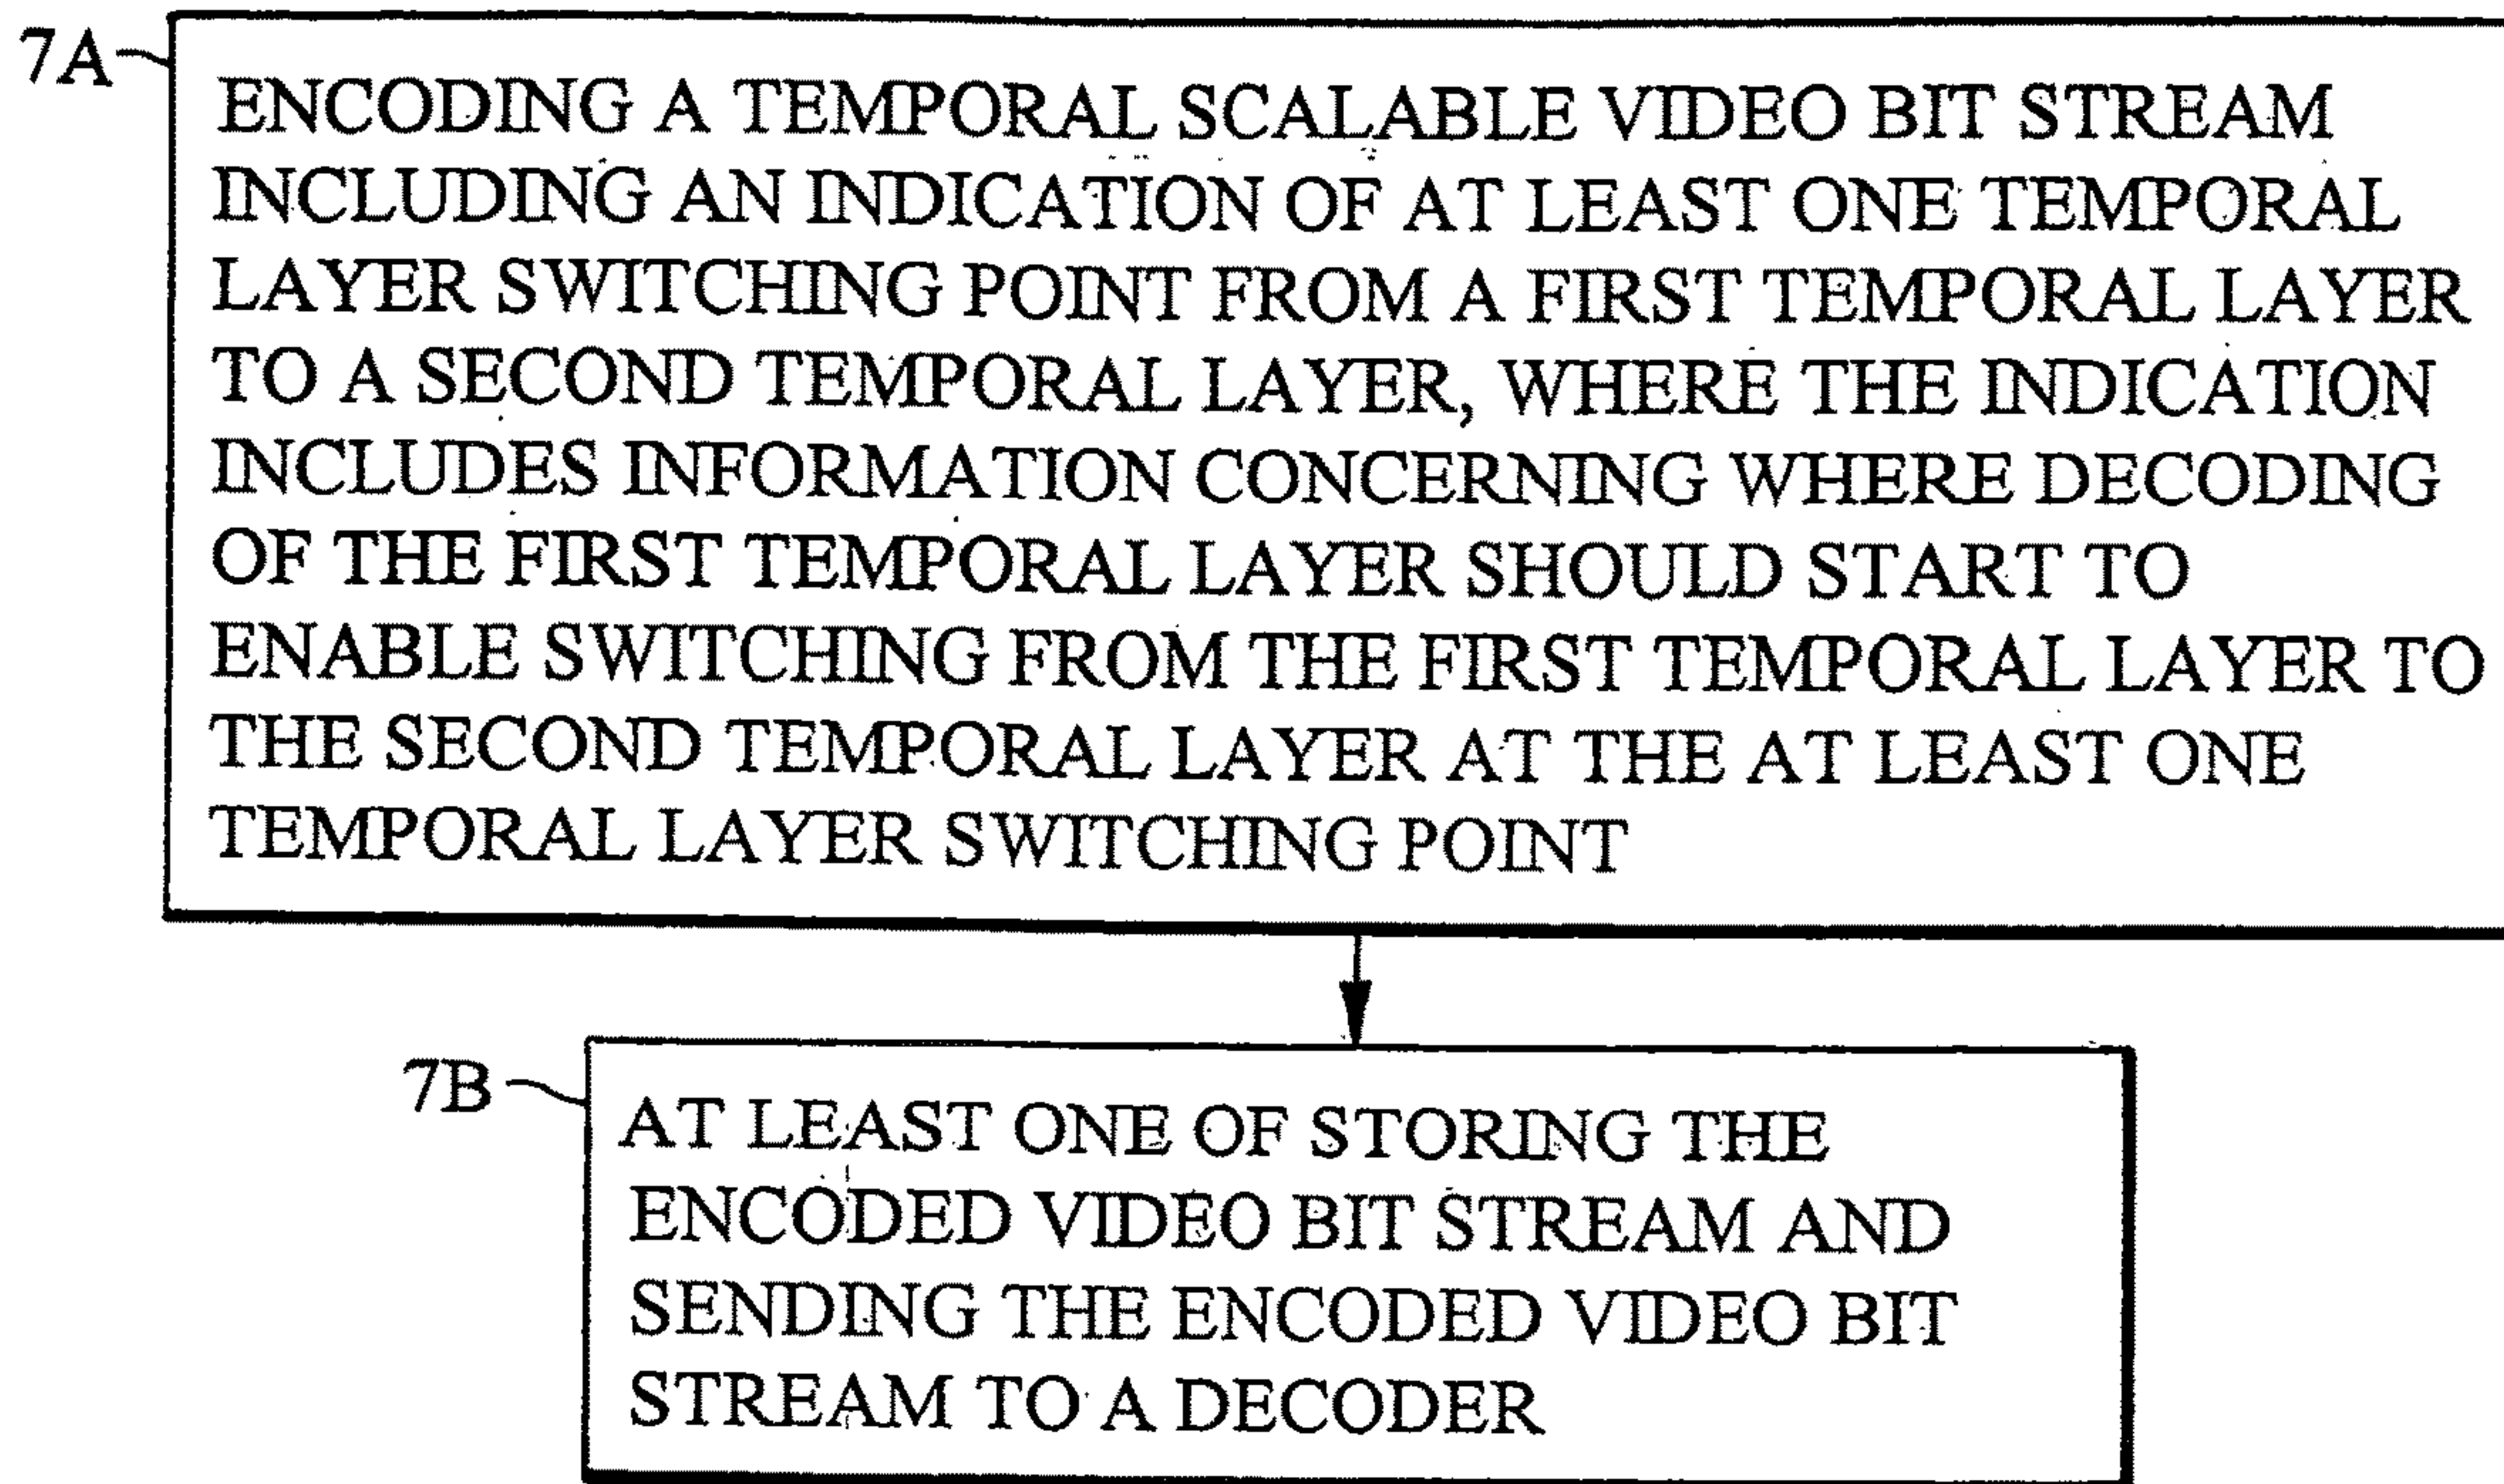 7A
ENCODING A TEMPORAL SCALABLE VIDEO BIT STREAM
INCLUDING AN INDICATION OF AT LEAST ONE TEMPORAL
LAYER SWITCHING POINT FROM A FIRST TEMPORAL LAYER
TO A SECOND TEMPORAL LAYER, WHERE THE INDICATION
INCLUDES INFORMATION CONCERNING WHERE DECODING
OF THE FIRST TEMPORAL LAYER SHOULD START TO
ENABLE SWITCHING FROM THE FIRST TEMPORAL LAYER TO
THE SECOND TEMPORAL LAYER AT THE AT LEAST ONE
TEMPORAL LAYER SWITCHING POINT
7B
AT LEAST ONE OF STORING THE
ENCODED VIDEO BIT STREAM AND
SENDING THE ENCODED VIDEO BIT
STREAM TO A DECODER